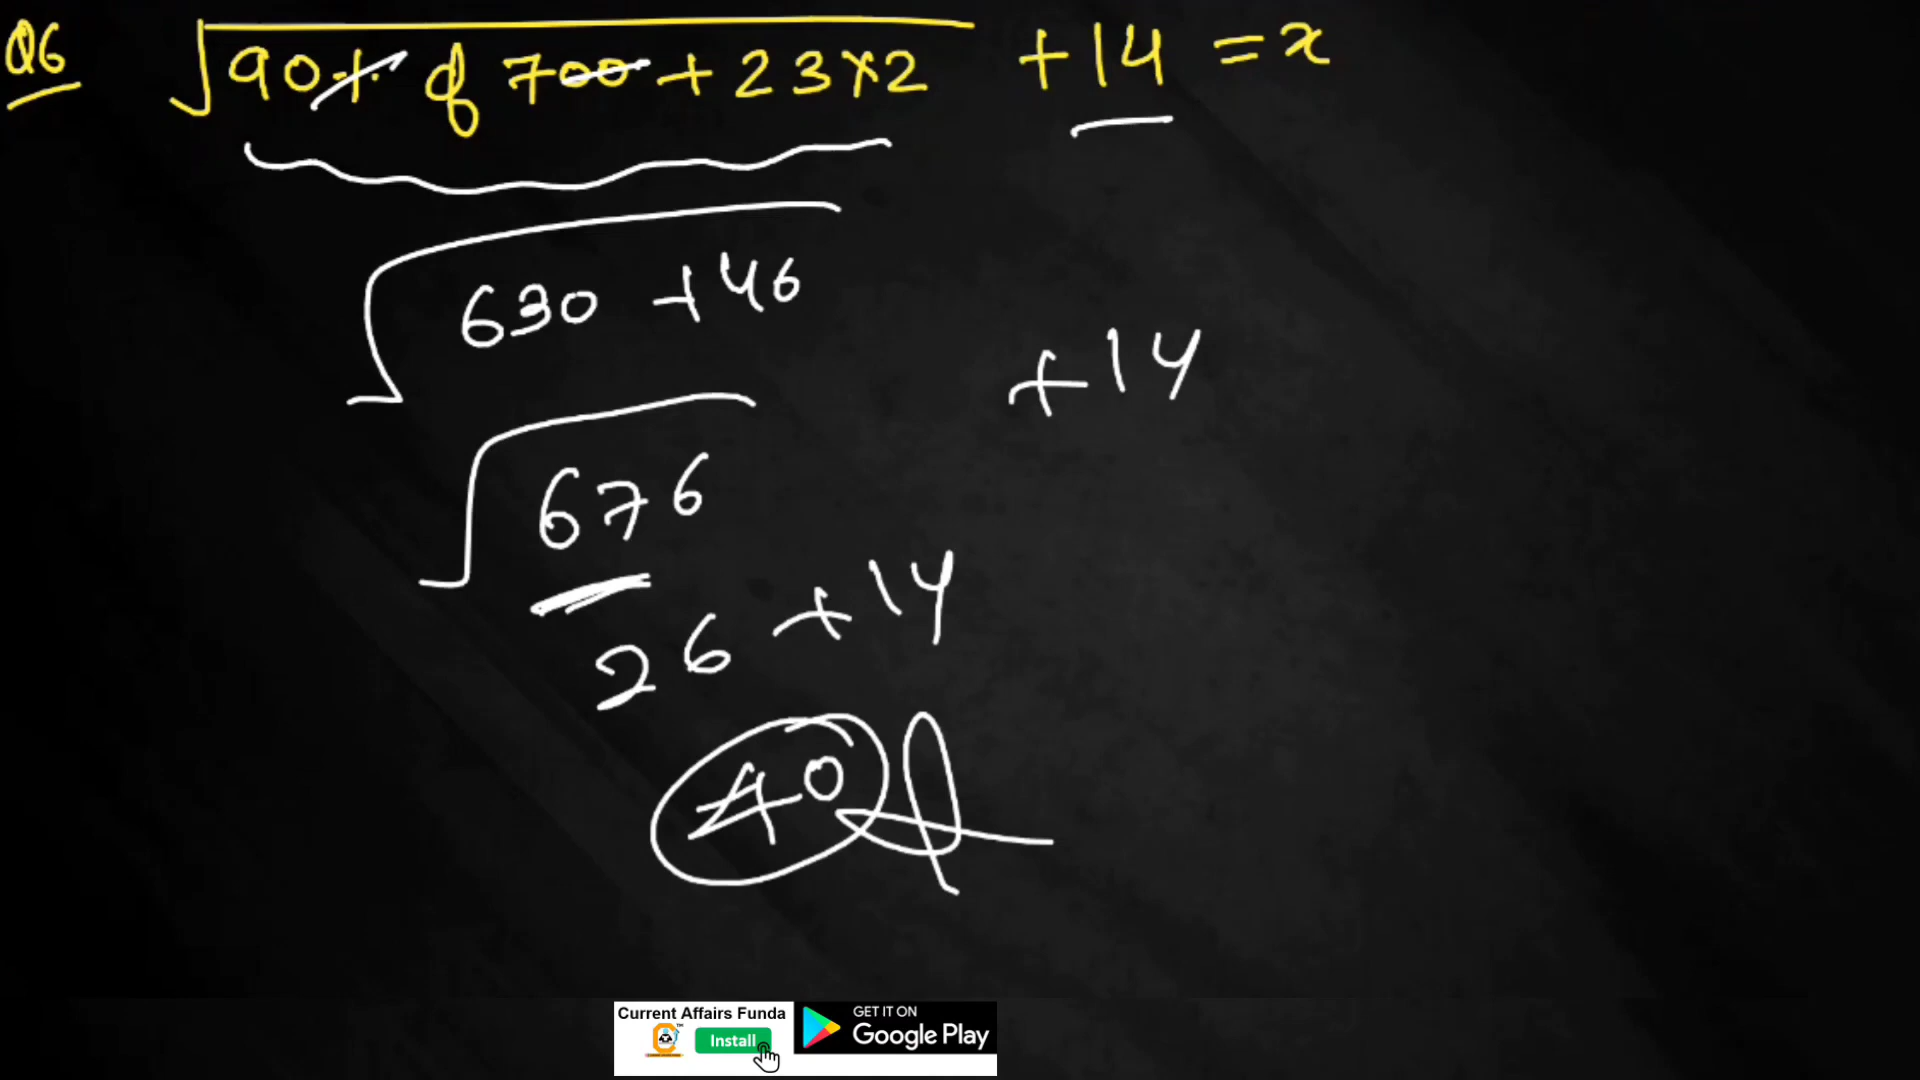 Q6 √90% of 700 + 23×2 + 14 = x
√630 + 46 + 14
√676
26 + 14
40
Current Affairs Funda
Install
GET IT ON
Google Play